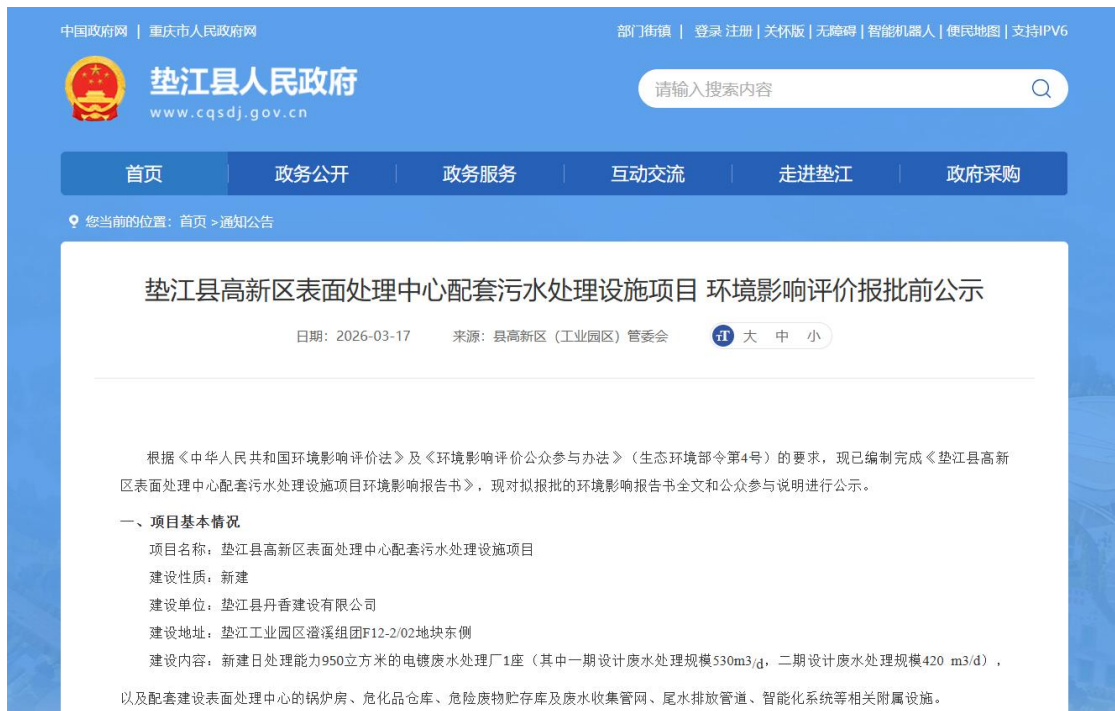 中国政府网 | 重庆市人民政府网
部门街镇 | 登录 注册 | 关怀版 | 无障碍 | 智能机器人 | 便民地图 | 支持IPV6
垫江县人民政府
www.cqsdj.gov.cn
请输入搜索内容
首页 政务公开 政务服务 互动交流 走进垫江 政府采购
您当前的位置：首页 >通知公告
垫江县高新区表面处理中心配套污水处理设施项目 环境影响评价报批前公示
日期：2026-03-17 来源：县高新区（工业园区）管委会 大 中 小
根据《中华人民共和国环境影响评价法》及《环境影响评价公众参与办法》（生态环境部令第4号）的要求，现已编制完成《垫江县高新
区表面处理中心配套污水处理设施项目环境影响报告书》，现对拟报批的环境影响报告书全文和公众参与说明进行公示。
一、项目基本情况
项目名称：垫江县高新区表面处理中心配套污水处理设施项目
建设性质：新建
建设单位：垫江县丹香建设有限公司
建设地址：垫江工业园区澄溪组团F12-2/02地块东侧
建设内容：新建日处理能力950立方米的电镀废水处理厂1座（其中一期设计废水处理规模530m3/d，二期设计废水处理规模420 m3/d），
以及配套建设表面处理中心的锅炉房、危化品仓库、危险废物贮存库及废水收集管网、尾水排放管道、智能化系统等相关附属设施。